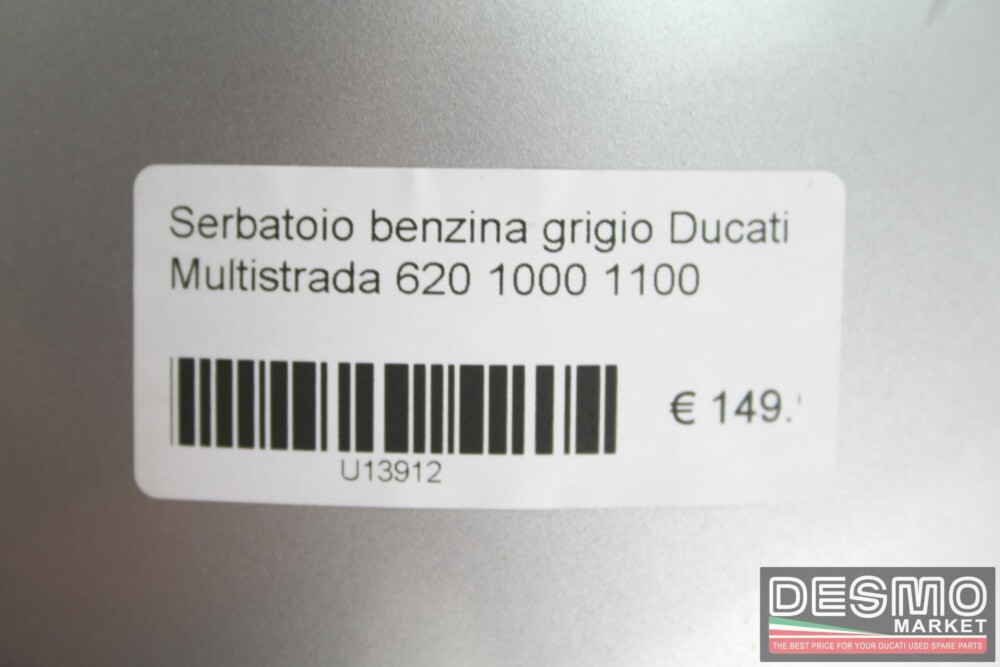 Serbatoio benzina grigio Ducati
Multistrada 620 1000 1100
€ 149.
U13912
DESMO
MARKET
THE BEST PRICE FOR YOUR DUCATI USED SPARE PARTS